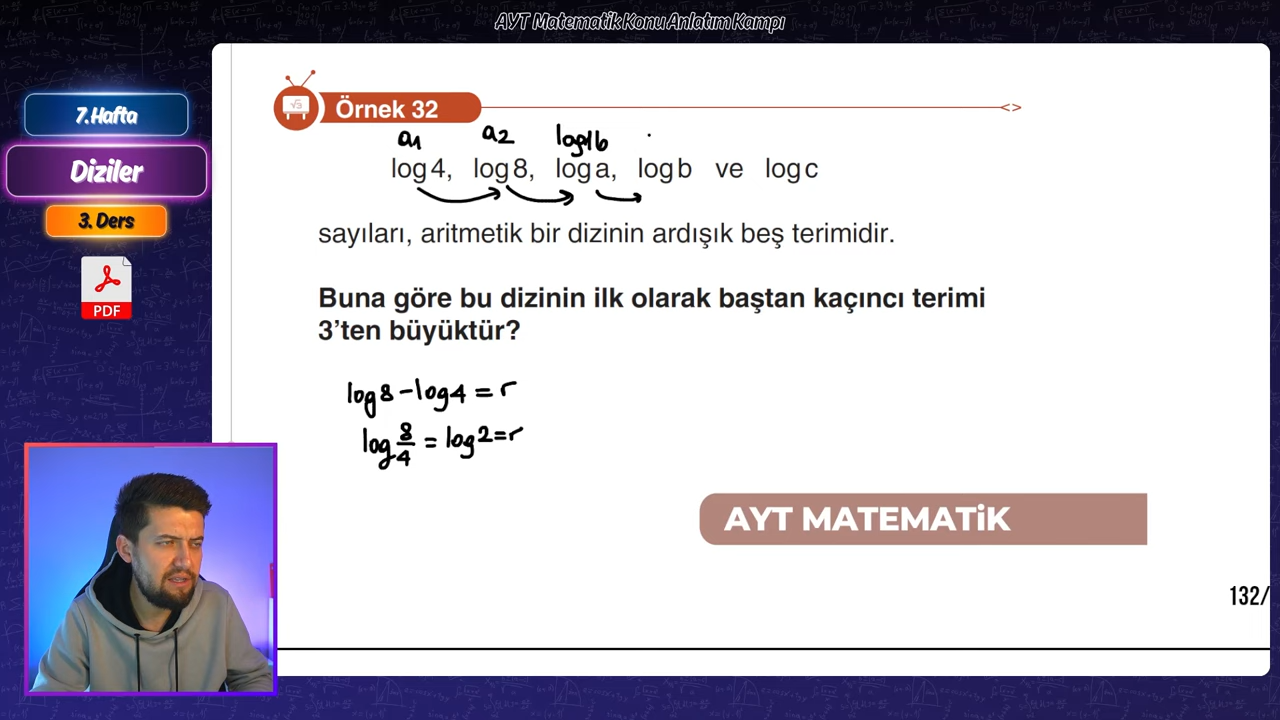 AYT Matematik Konu Anlatım Kampı
7.Hafta
Diziler
3. Ders
PDF
√3
Örnek 32
<>
a1 a2 log16
log 4, log 8, log a, log b ve log c
sayıları, aritmetik bir dizinin ardışık beş terimidir.
Buna göre bu dizinin ilk olarak baştan kaçıncı terimi
3’ten büyüktür?
log8 - log4 = r
log 8/4 = log2 = r
AYT MATEMATİK
132/